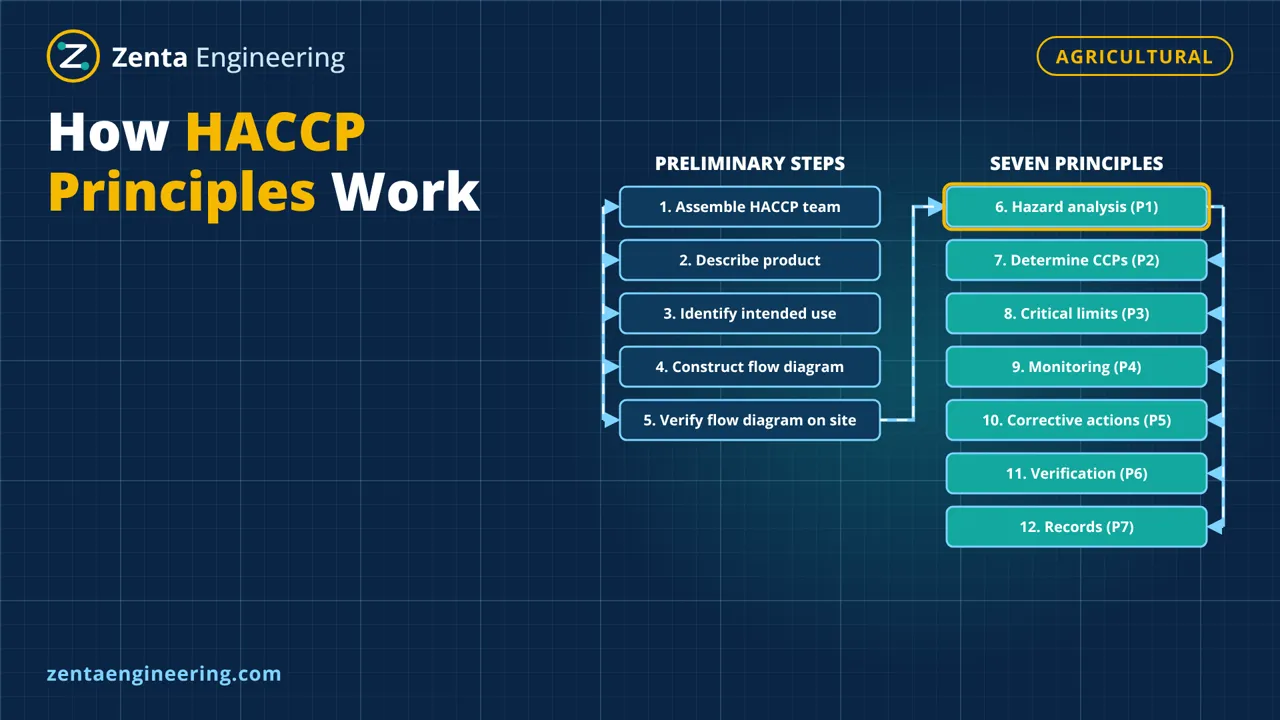 Zenta Engineering
AGRICULTURAL
How HACCP
Principles Work
PRELIMINARY STEPS
1. Assemble HACCP team
2. Describe product
3. Identify intended use
4. Construct flow diagram
5. Verify flow diagram on site
SEVEN PRINCIPLES
6. Hazard analysis (P1)
7. Determine CCPs (P2)
8. Critical limits (P3)
9. Monitoring (P4)
10. Corrective actions (P5)
11. Verification (P6)
12. Records (P7)
zentaengineering.com